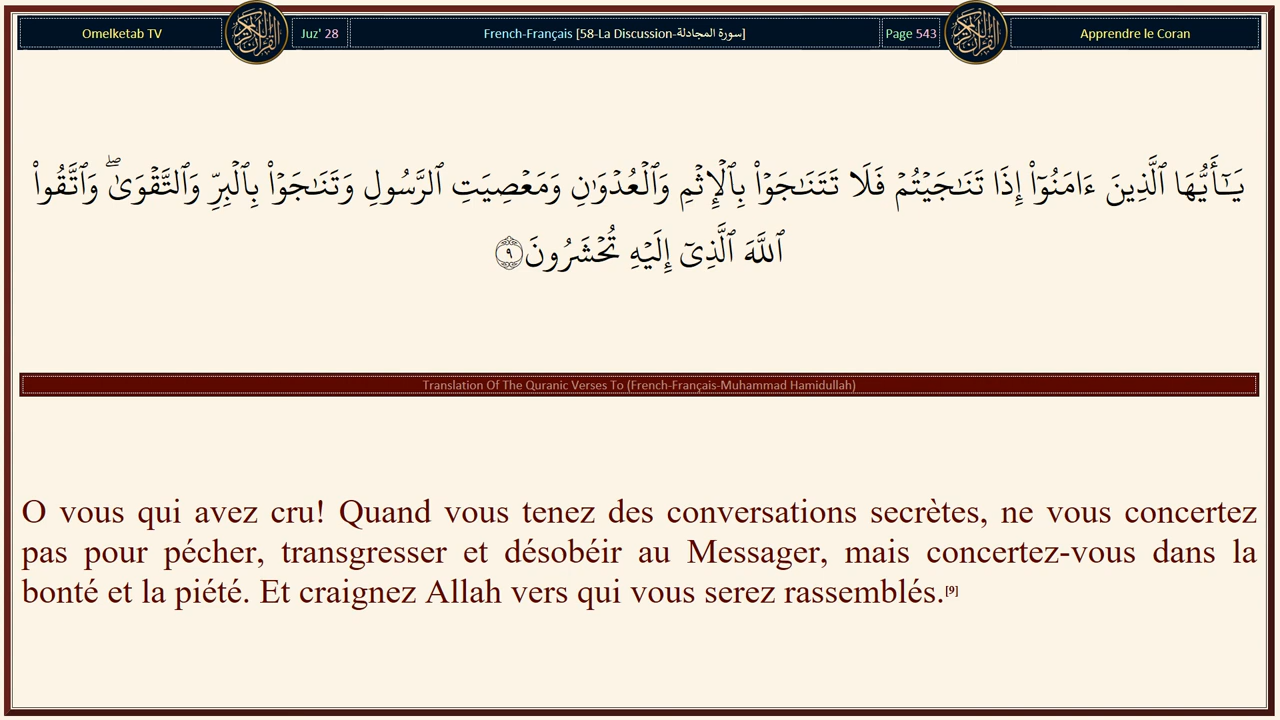 Omelketab TV
Juz' 28
French-Français [58-La Discussion-سورة المجادلة]
Page 543
Apprendre le Coran
يَـٰٓأَيُّهَا ٱلَّذِينَ ءَامَنُوٓا۟ إِذَا تَنَـٰجَيْتُمْ فَلَا تَتَنَـٰجَوْا۟ بِٱلْإِثْمِ وَٱلْعُدْوَٰنِ وَمَعْصِيَتِ ٱلرَّسُولِ وَتَنَـٰجَوْا۟ بِٱلْبِرِّ وَٱلتَّقْوَىٰ ۖ وَٱتَّقُوا۟
ٱللَّهَ ٱلَّذِىٓ إِلَيْهِ تُحْشَرُونَ ٩
Translation Of The Quranic Verses To (French-Français-Muhammad Hamidullah)
O vous qui avez cru! Quand vous tenez des conversations secrètes, ne vous concertez
pas pour pécher, transgresser et désobéir au Messager, mais concertez-vous dans la
bonté et la piété. Et craignez Allah vers qui vous serez rassemblés.[9]